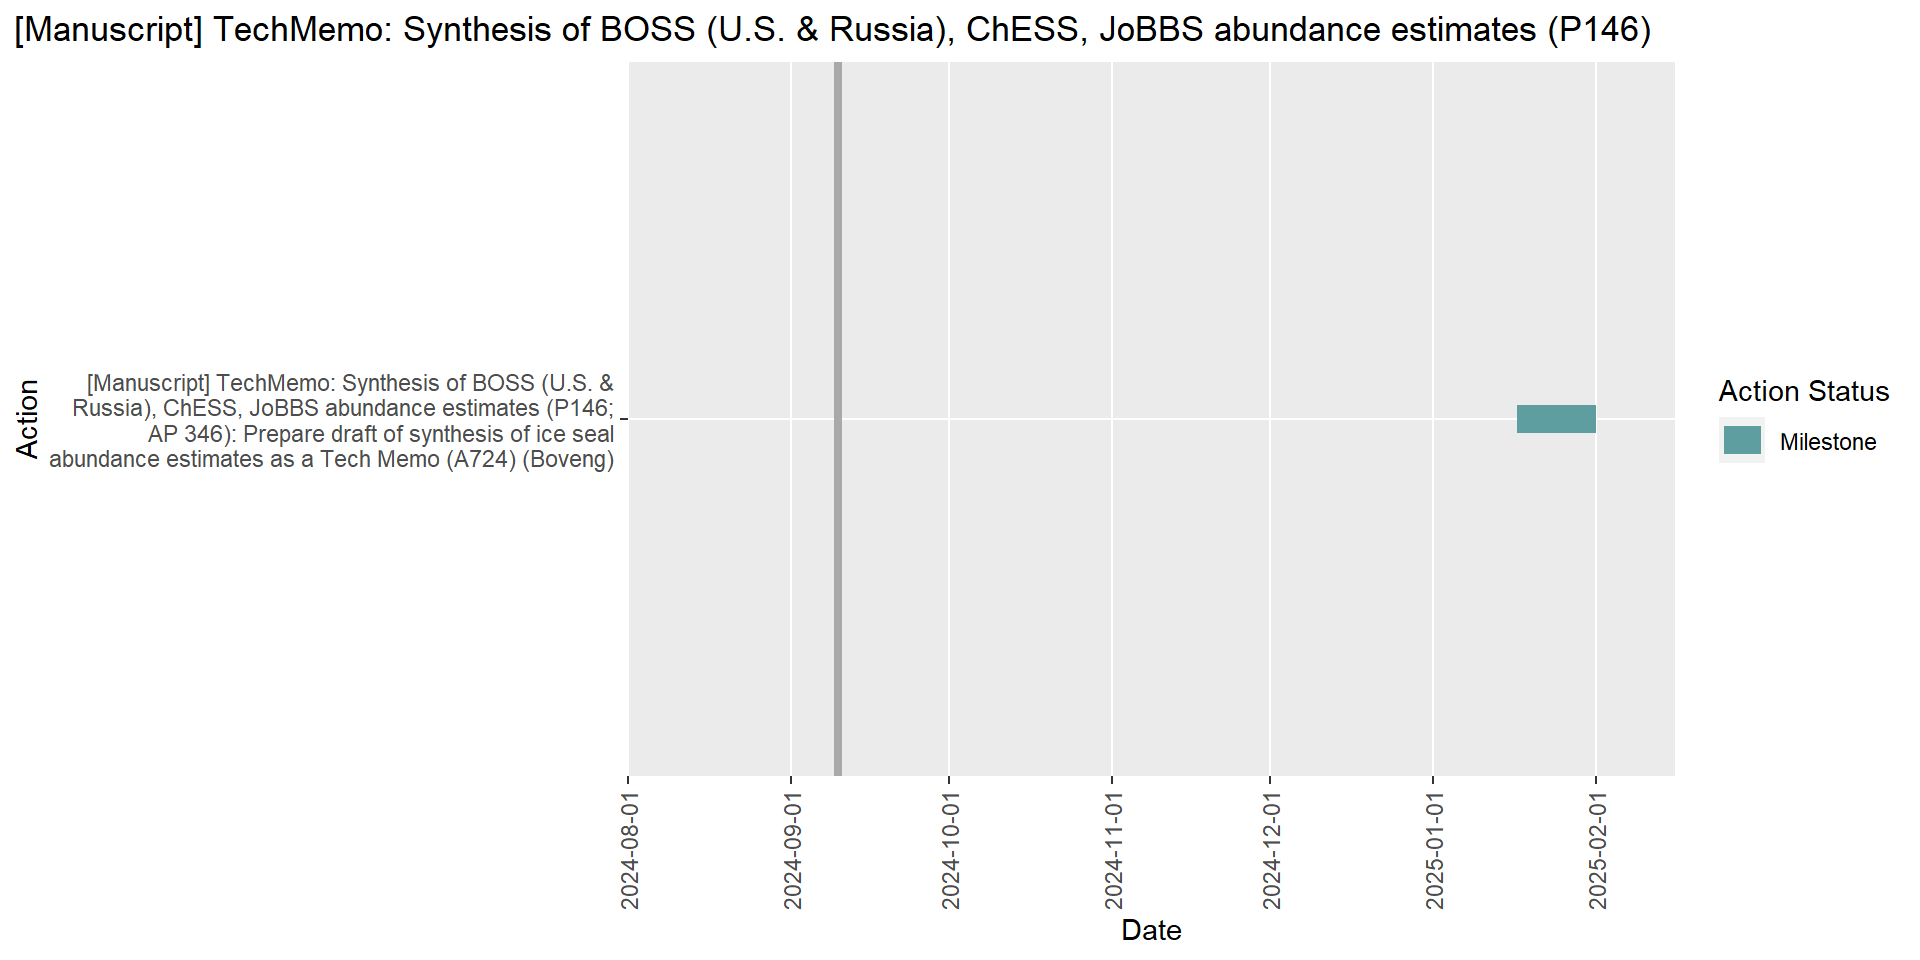 [Manuscript] TechMemo: Synthesis of BOSS (U.S. & Russia), ChESS, JoBBS abundance estimates (P146)
Action
[Manuscript] TechMemo: Synthesis of BOSS (U.S. &
Russia), ChESS, JoBBS abundance estimates (P146;
AP 346): Prepare draft of synthesis of ice seal
abundance estimates as a Tech Memo (A724) (Boveng)
Action Status
Milestone
2024-08-01
2024-09-01
2024-10-01
2024-11-01
2024-12-01
2025-01-01
2025-02-01
Date